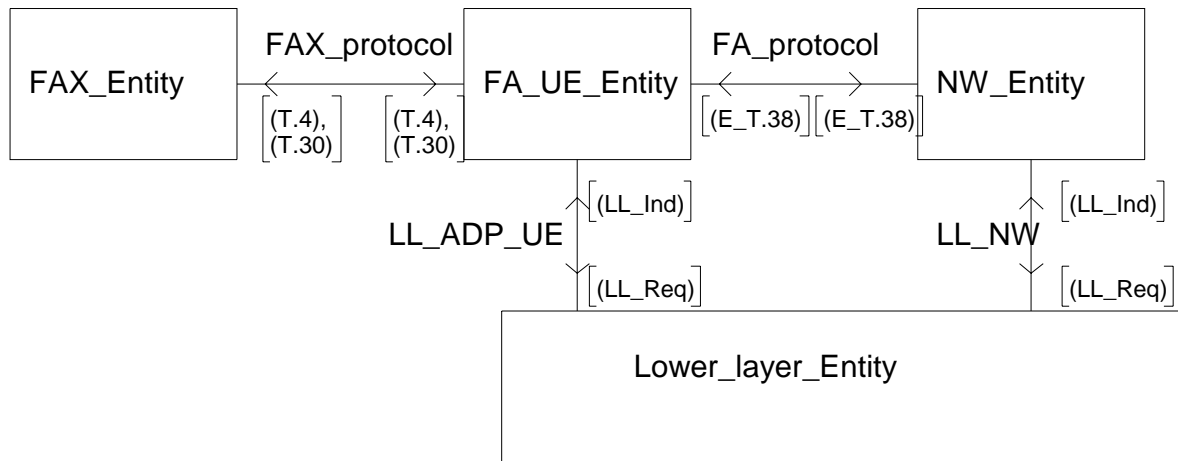 FAX_protocol
FA_protocol
FAX_Entity
FA_UE_Entity
NW_Entity
(T.4),
(T.30)
(T.4),
(T.30)
(E_T.38)
(E_T.38)
(LL_Ind)
(LL_Ind)
LL_ADP_UE
LL_NW
(LL_Req)
(LL_Req)
Lower_layer_Entity